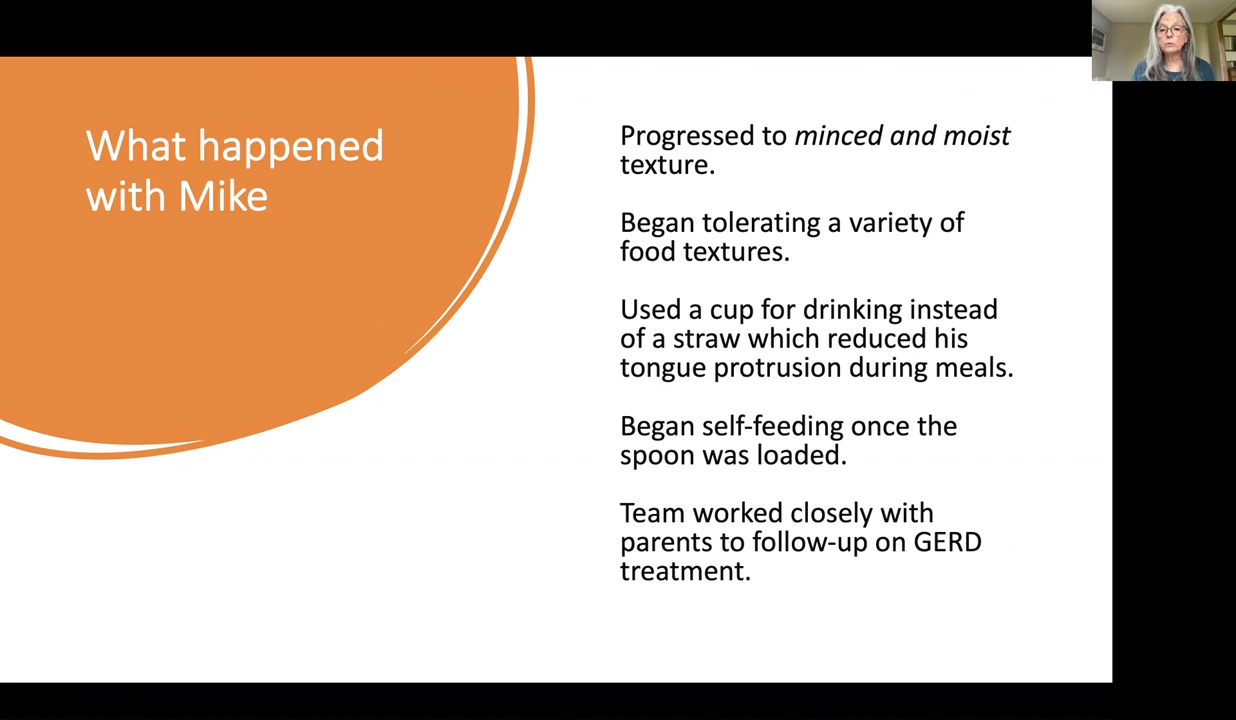 What happened
with Mike
Progressed to minced and moist
texture.
Began tolerating a variety of
food textures.
Used a cup for drinking instead
of a straw which reduced his
tongue protrusion during meals.
Began self-feeding once the
spoon was loaded.
Team worked closely with
parents to follow-up on GERD
treatment.